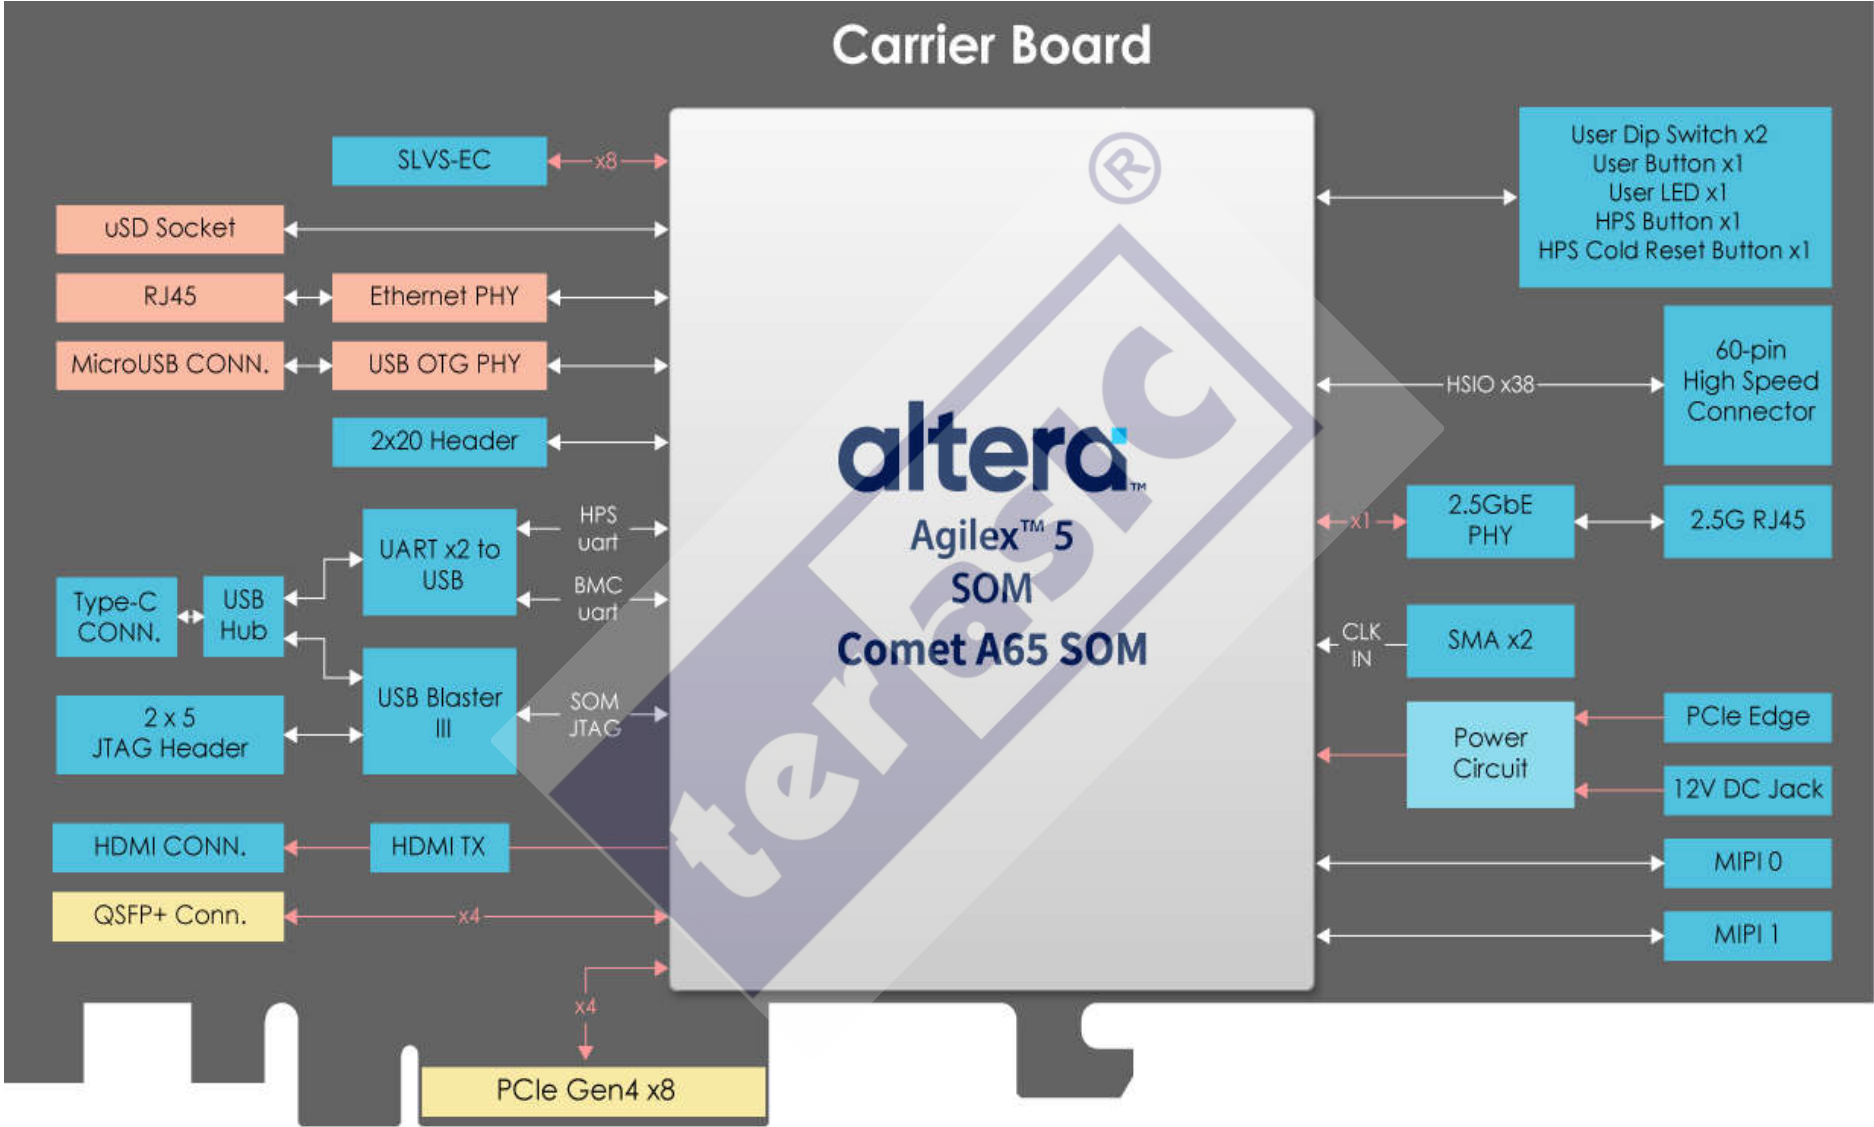 Carrier Board
SLVS-EC
x8
uSD Socket
RJ45
Ethernet PHY
MicroUSB CONN.
USB OTG PHY
2x20 Header
UART x2 to
USB
HPS
uart
BMC
uart
Type-C
CONN.
USB
Hub
USB Blaster
III
SOM
JTAG
2 x 5
JTAG Header
HDMI CONN.
HDMI TX
QSFP+ Conn.
x4
x4
PCIe Gen4 x8
altera™
Agilex™ 5
SOM
Comet A65 SOM
terasic®
User Dip Switch x2
User Button x1
User LED x1
HPS Button x1
HPS Cold Reset Button x1
HSIO x38
60-pin
High Speed
Connector
x1
2.5GbE
PHY
2.5G RJ45
CLK
IN
SMA x2
Power
Circuit
PCIe Edge
12V DC Jack
MIPI 0
MIPI 1